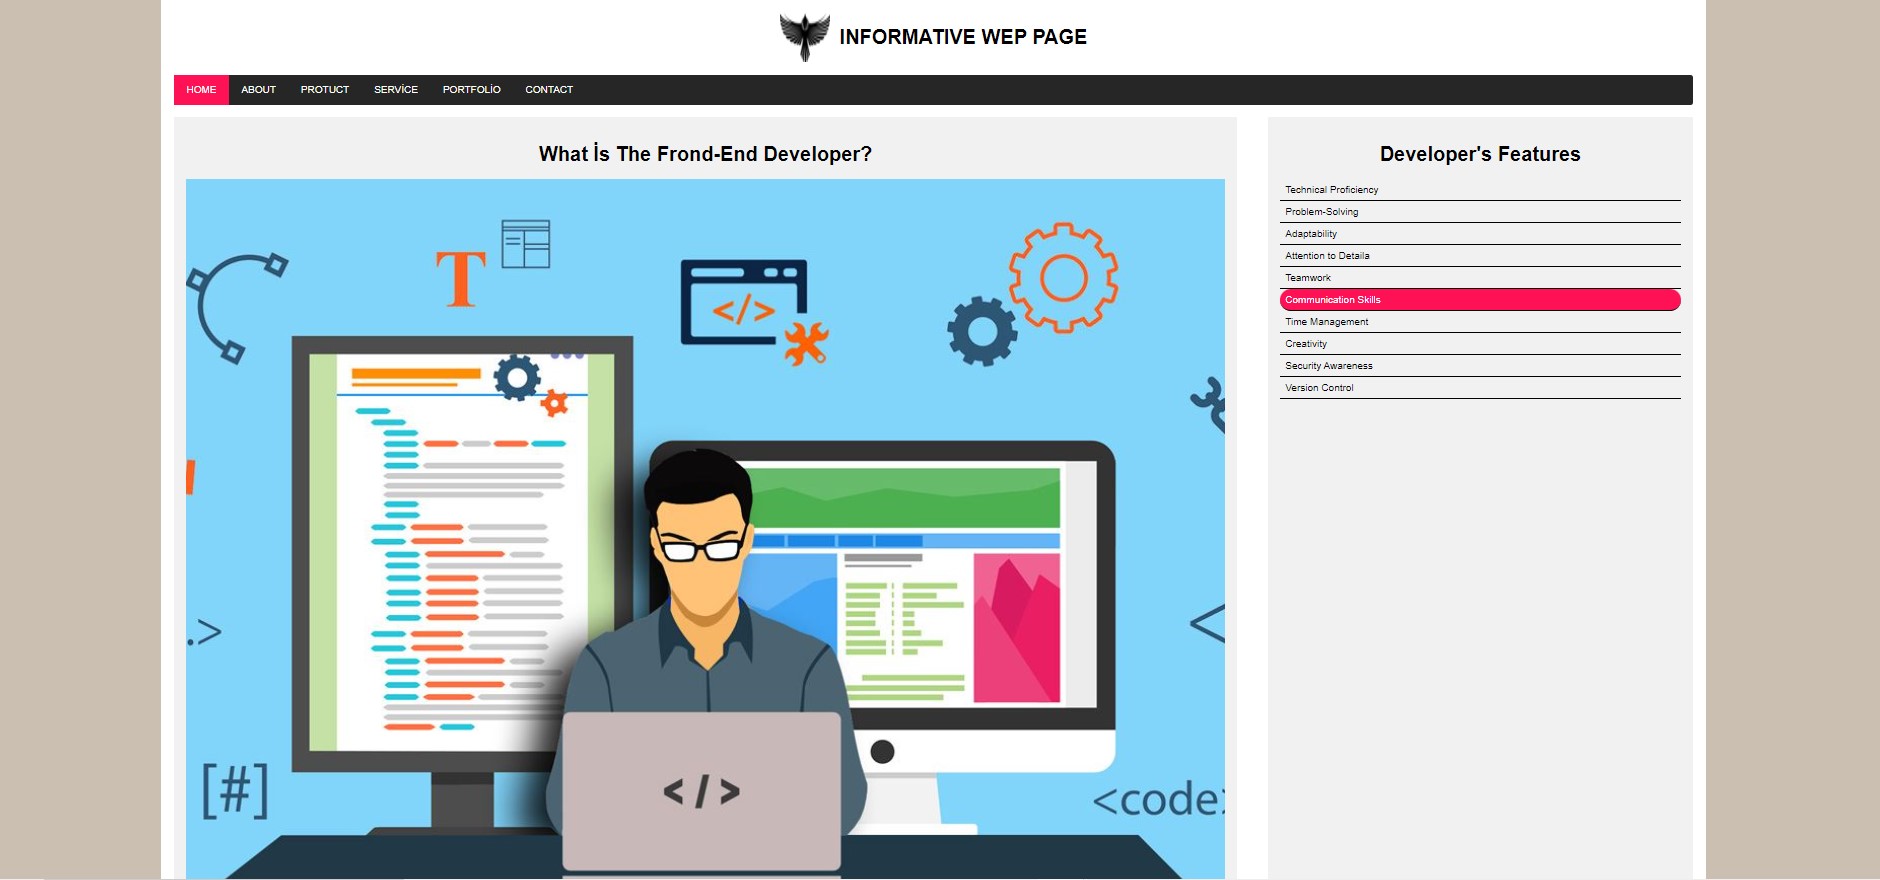 INFORMATIVE WEP PAGE
HOME ABOUT PROTUCT SERVİCE PORTFOLİO CONTACT
What İs The Frond-End Developer?
T
</>
.>
<
[#]
</>
<code>
Developer's Features
Technical Proficiency
Problem-Solving
Adaptability
Attention to Detaila
Teamwork
Communication Skills
Time Management
Creativity
Security Awareness
Version Control